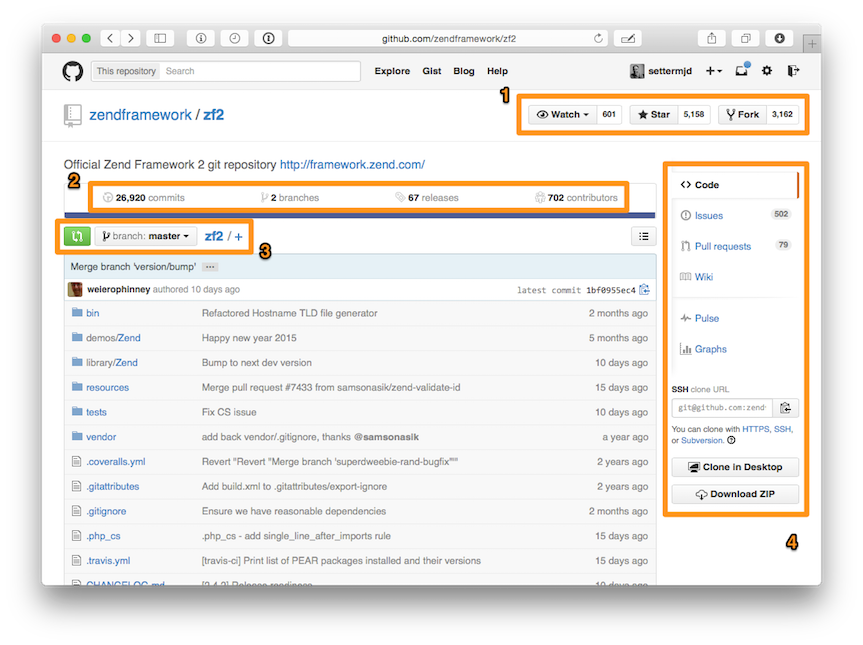 github.com/zendframework/zf2
This repository Search Explore Gist Blog Help settermjd
1
zendframework / zf2 Watch 601 Star 5,158 Fork 3,162
Official Zend Framework 2 git repository http://framework.zend.com/
2
26,920 commits 2 branches 67 releases 702 contributors
branch: master zf2 / +
3
Merge branch 'version/bump' ...
weierophinney authored 10 days ago latest commit 1bf0955ec4
bin Refactored Hostname TLD file generator 2 months ago
demos/Zend Happy new year 2015 5 months ago
library/Zend Bump to next dev version 10 days ago
resources Merge pull request #7433 from samsonasik/zend-validate-id 15 days ago
tests Fix CS issue 10 days ago
vendor add back vendor/.gitignore, thanks @samsonasik a year ago
.coveralls.yml Revert "Revert "Merge branch 'superdweebie-rand-bugfix'"" 2 years ago
.gitattributes Add build.xml to .gitattributes/export-ignore 2 years ago
.gitignore Ensure we have reasonable dependencies 2 months ago
.php_cs .php_cs - add single_line_after_imports rule 15 days ago
.travis.yml [travis-ci] Print list of PEAR packages installed and their versions 15 days ago
CHANGELOG.md [2.4.2] Release readiness 10 days ago
Code
Issues 502
Pull requests 79
Wiki
Pulse
Graphs
SSH clone URL
git@github.com:zend
You can clone with HTTPS, SSH,
or Subversion.
Clone in Desktop
Download ZIP
4